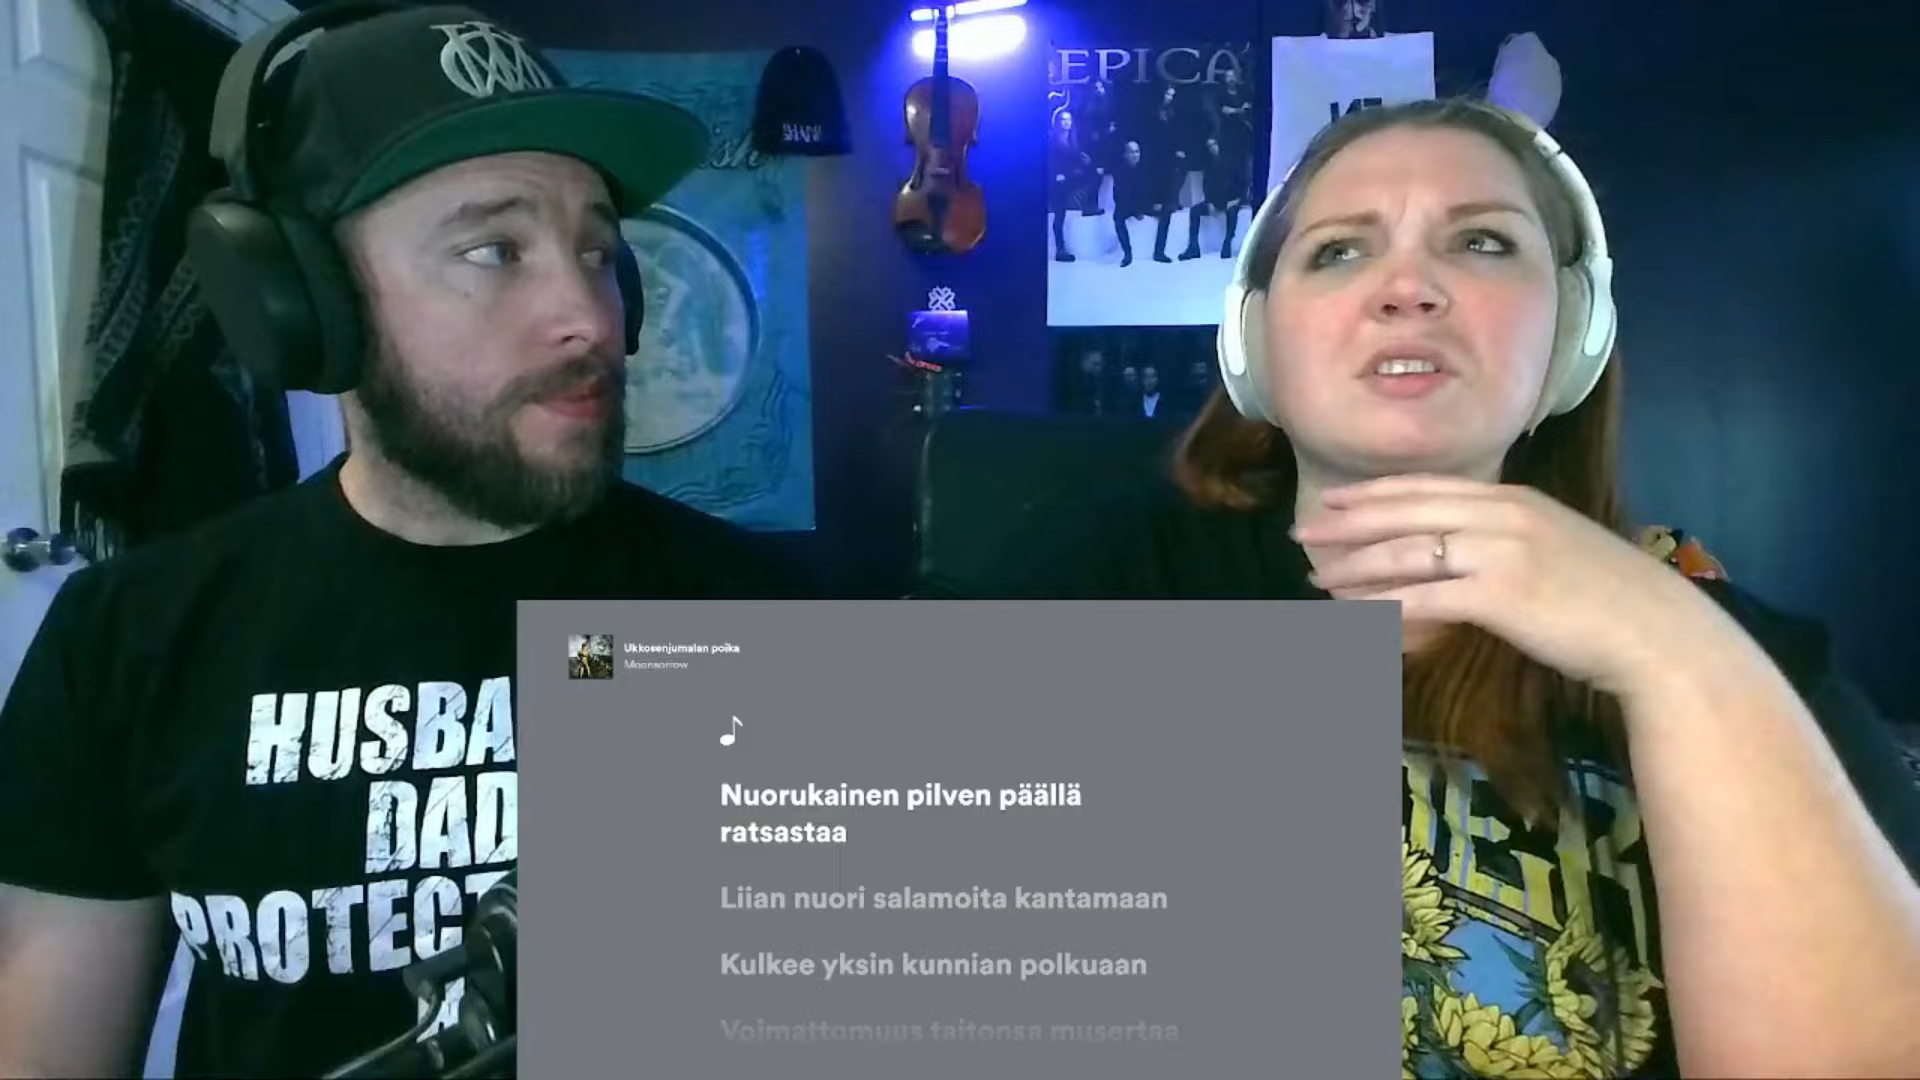 EPICA
Ukkosenjumalan poika
Moonsorrow
Nuorukainen pilven päällä
ratsastaa
Liian nuori salamoita kantamaan
Kulkee yksin kunnian polkuaan
Voimattomuus taitonsa musertaa
HUSBA
DAD
PROTECT